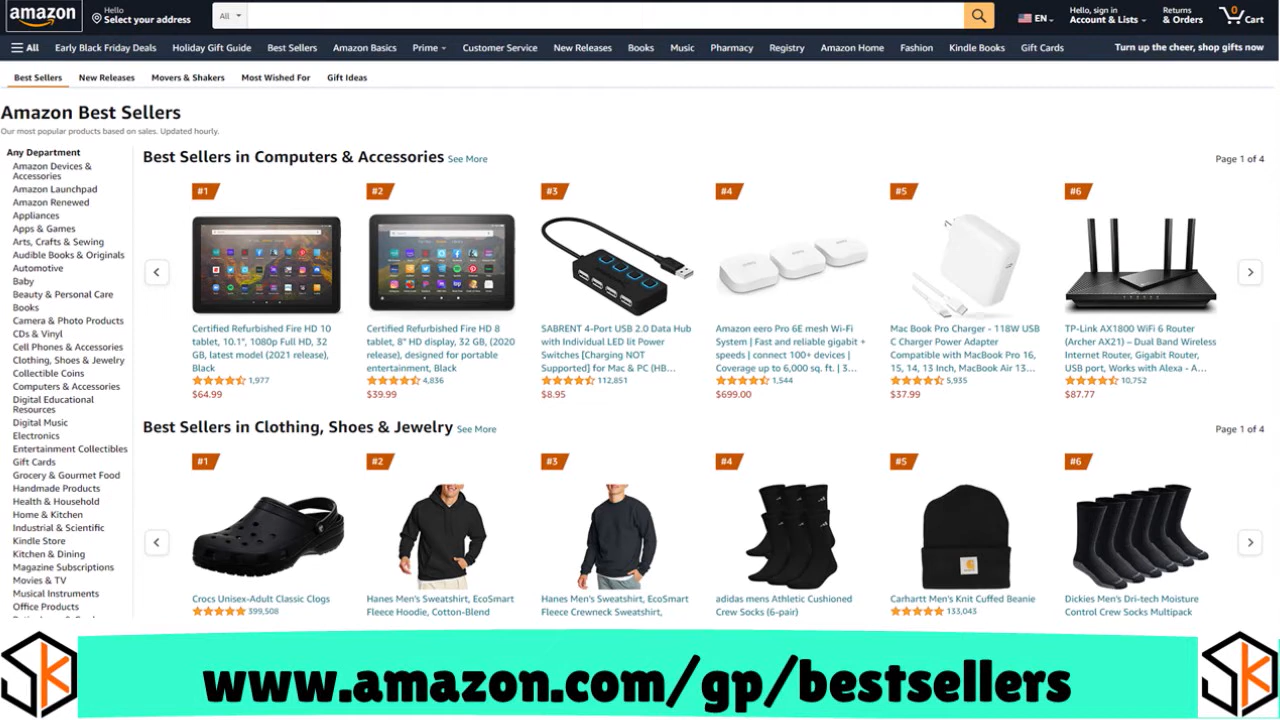 amazon
Hello
Select your address
All
EN
Hello, sign in
Account & Lists
Returns
& Orders
0
Cart
All
Early Black Friday Deals
Holiday Gift Guide
Best Sellers
Amazon Basics
Prime
Customer Service
New Releases
Books
Music
Pharmacy
Registry
Amazon Home
Fashion
Kindle Books
Gift Cards
Turn up the cheer, shop gifts now
Best Sellers
New Releases
Movers & Shakers
Most Wished For
Gift Ideas
Amazon Best Sellers
Our most popular products based on sales. Updated hourly.
Any Department
Amazon Devices &
Accessories
Amazon Launchpad
Amazon Renewed
Appliances
Apps & Games
Arts, Crafts & Sewing
Audible Books & Originals
Automotive
Baby
Beauty & Personal Care
Books
Camera & Photo Products
CDs & Vinyl
Cell Phones & Accessories
Clothing, Shoes & Jewelry
Collectible Coins
Computers & Accessories
Digital Educational
Resources
Digital Music
Electronics
Entertainment Collectibles
Gift Cards
Grocery & Gourmet Food
Handmade Products
Health & Household
Home & Kitchen
Industrial & Scientific
Kindle Store
Kitchen & Dining
Magazine Subscriptions
Movies & TV
Musical Instruments
Office Products
Best Sellers in Computers & Accessories See More
Page 1 of 4
#1
Certified Refurbished Fire HD 10
tablet, 10.1", 1080p Full HD, 32
GB, latest model (2021 release),
Black
1,977
$64.99
#2
Certified Refurbished Fire HD 8
tablet, 8" HD display, 32 GB, (2020
release), designed for portable
entertainment, Black
4,836
$39.99
#3
SABRENT 4-Port USB 2.0 Data Hub
with Individual LED lit Power
Switches [Charging NOT
Supported] for Mac & PC (HB...
112,851
$8.95
#4
Amazon eero Pro 6E mesh Wi-Fi
System | Fast and reliable gigabit +
speeds | connect 100+ devices |
Coverage up to 6,000 sq. ft. | 3...
1,544
$699.00
#5
Mac Book Pro Charger - 118W USB
C Charger Power Adapter
Compatible with MacBook Pro 16,
15, 14, 13 Inch, MacBook Air 13...
5,935
$37.99
#6
TP-Link AX1800 WiFi 6 Router
(Archer AX21) – Dual Band Wireless
Internet Router, Gigabit Router,
USB port, Works with Alexa - A...
10,752
$87.77
Best Sellers in Clothing, Shoes & Jewelry See More
Page 1 of 4
#1
Crocs Unisex-Adult Classic Clogs
399,508
#2
Hanes Men's Sweatshirt, EcoSmart
Fleece Hoodie, Cotton-Blend
#3
Hanes Men's Sweatshirt, EcoSmart
Fleece Crewneck Sweatshirt,
#4
adidas mens Athletic Cushioned
Crew Socks (6-pair)
#5
Carhartt Men's Knit Cuffed Beanie
133,043
#6
Dickies Men's Dri-tech Moisture
Control Crew Socks Multipack
Sk
www.amazon.com/gp/bestsellers
Sk